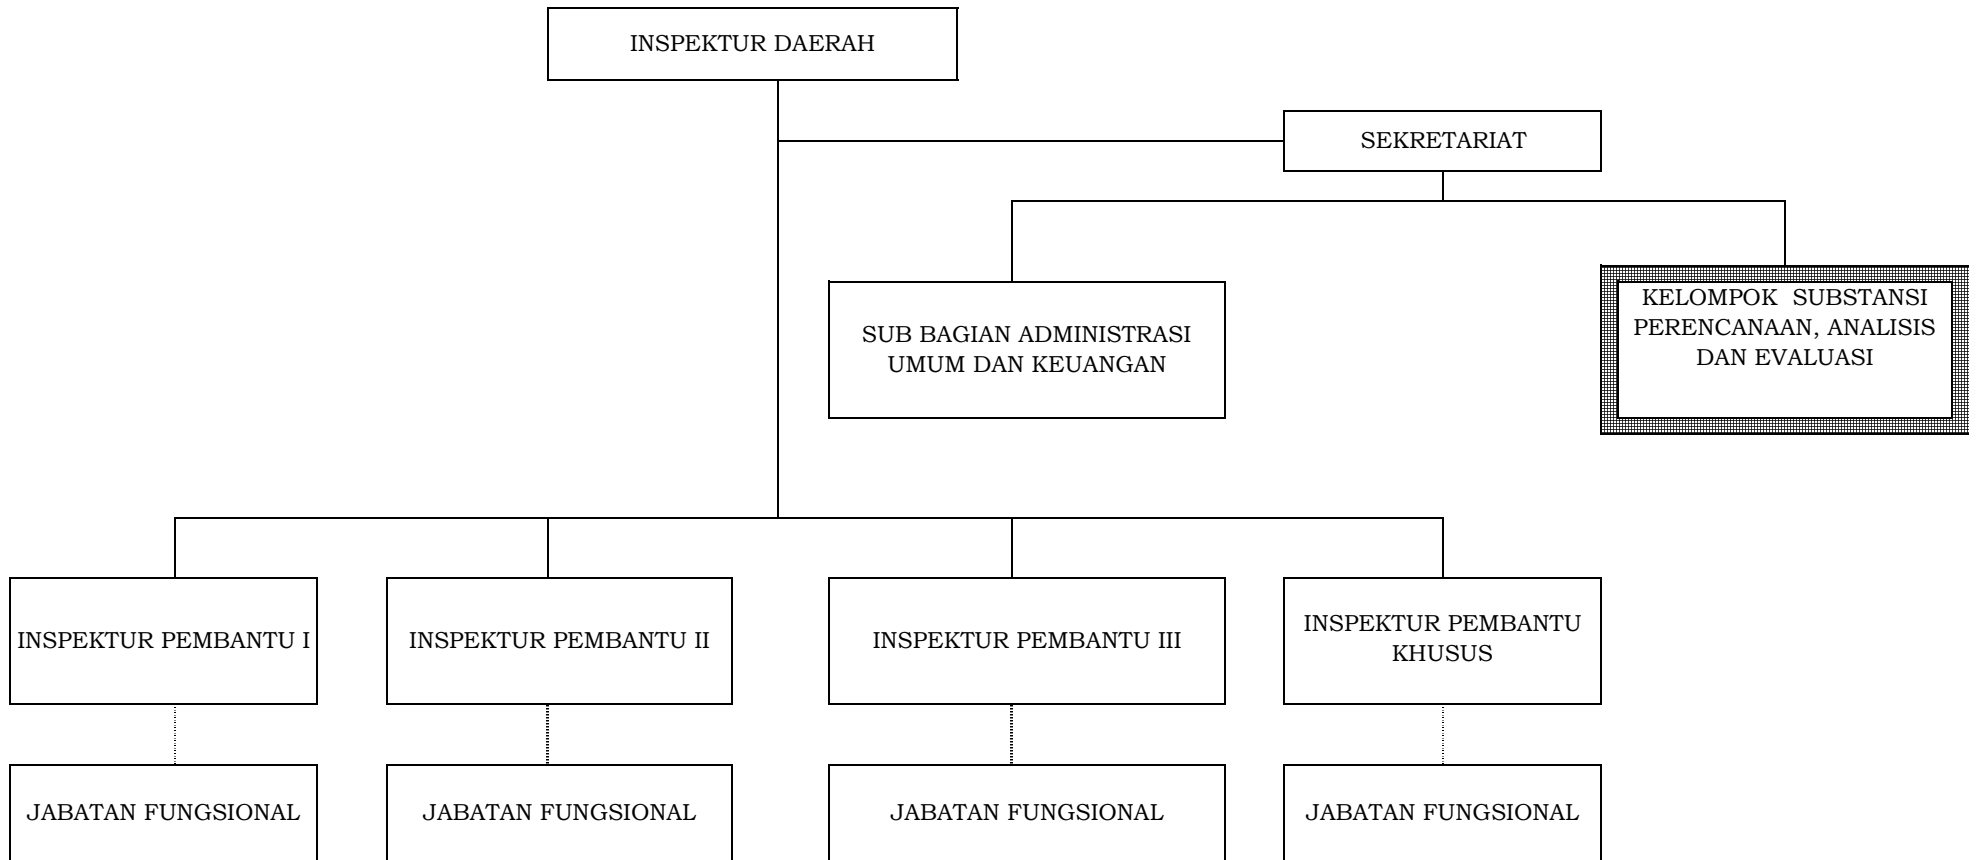 INSPEKTUR DAERAH
SEKRETARIAT
SUB BAGIAN ADMINISTRASI
UMUM DAN KEUANGAN
KELOMPOK SUBSTANSI
PERENCANAAN, ANALISIS
DAN EVALUASI
INSPEKTUR PEMBANTU I
INSPEKTUR PEMBANTU II
INSPEKTUR PEMBANTU III
INSPEKTUR PEMBANTU
KHUSUS
JABATAN FUNGSIONAL
JABATAN FUNGSIONAL
JABATAN FUNGSIONAL
JABATAN FUNGSIONAL